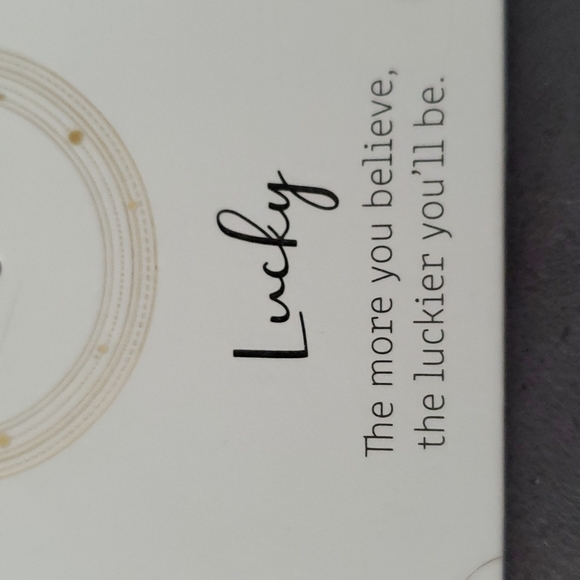 Lucky
The more you believe,
the luckier you'll be.